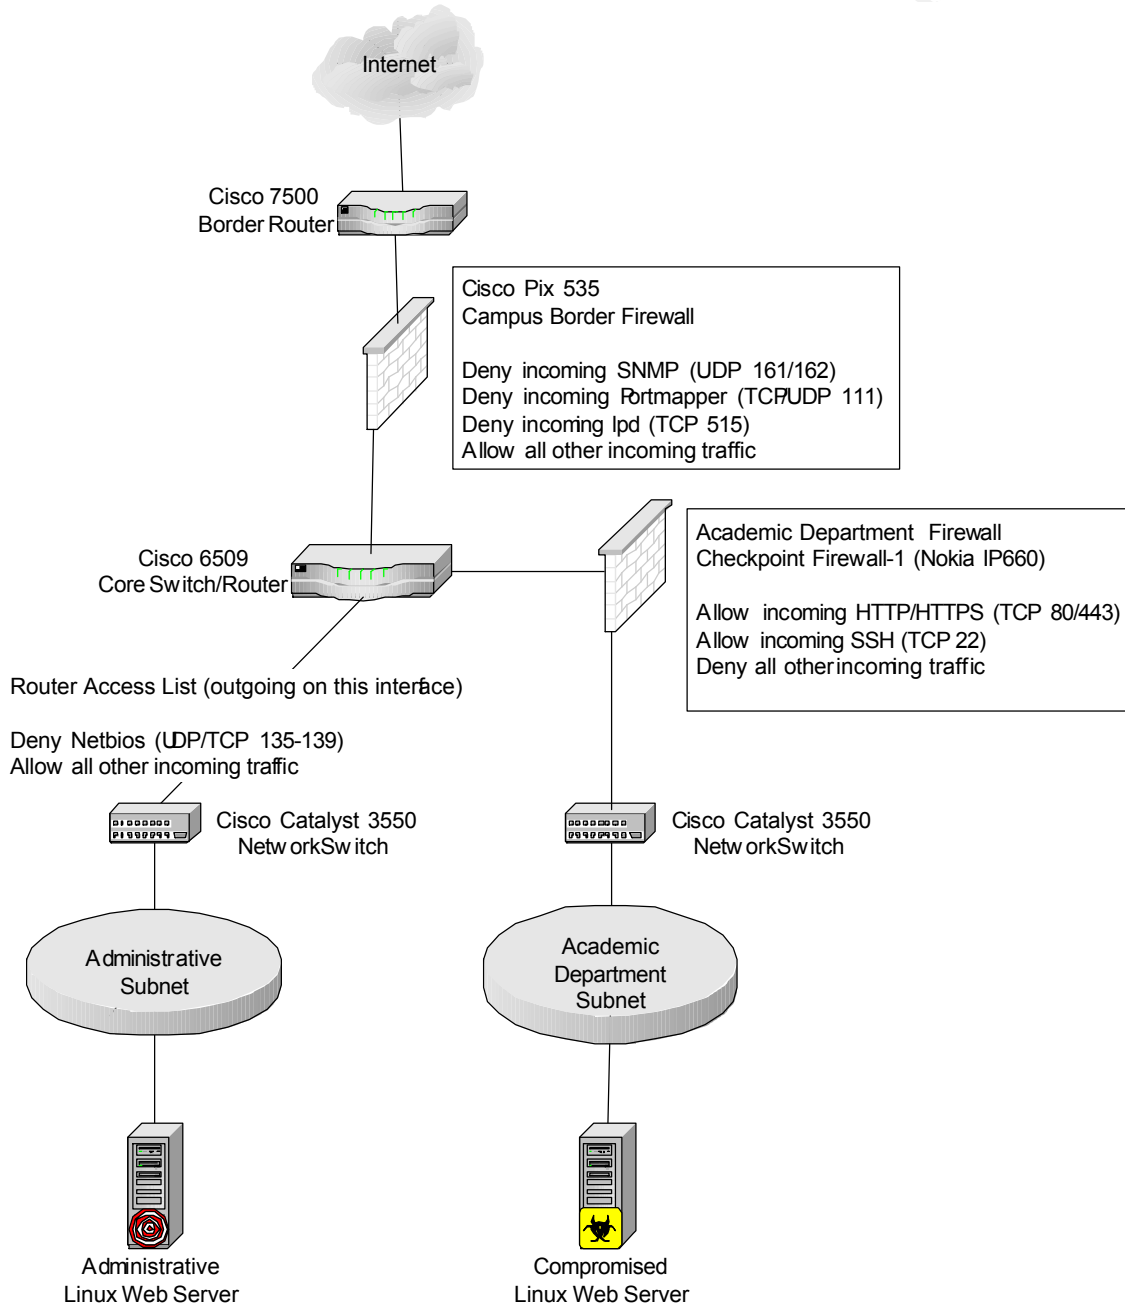 Internet
Cisco 7500
Border Router
Cisco Pix 535
Campus Border Firewall
Deny incoming SNMP (UDP 161/162)
Deny incoming Portmapper (TCP/UDP 111)
Deny incoming lpd (TCP 515)
Allow all other incoming traffic
Academic Department Firewall
Checkpoint Firewall-1 (Nokia IP660)
Allow incoming HTTP/HTTPS (TCP 80/443)
Allow incoming SSH (TCP 22)
Deny all other incoming traffic
Cisco 6509
Core Switch/Router
Router Access List (outgoing on this interface)
Deny Netbios (UDP/TCP 135-139)
Allow all other incoming traffic
Cisco Catalyst 3550
Network Switch
Cisco Catalyst 3550
Network Switch
Administrative
Subnet
Academic
Department
Subnet
Administrative
Linux Web Server
Compromised
Linux Web Server